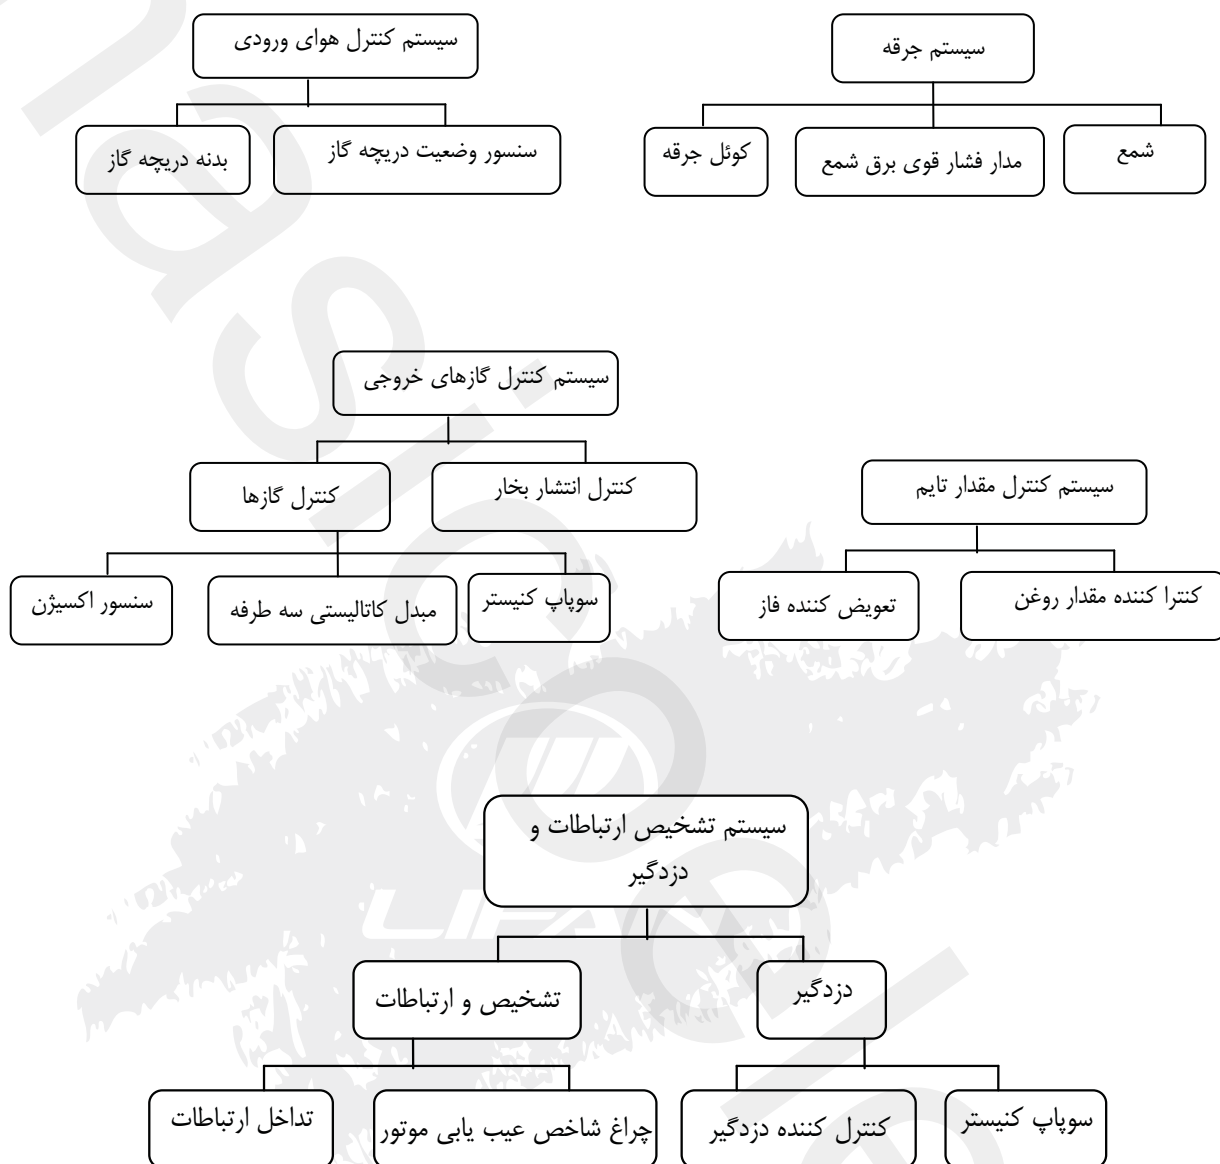 سیستم جرقه
شمع
مدار فشار قوی برق شمع
کوئل جرقه
سیستم کنترل هوای ورودی
سنسور وضعیت دریچه گاز
بدنه دریچه گاز
سیستم کنترل گازهای خروجی
کنترل انتشار بخار
کنترل گازها
سوپاپ کنیستر
مبدل کاتالیستی سه طرفه
سنسور اکسیژن
سیستم کنترل مقدار تایم
کنترا کننده مقدار روغن
تعویض کننده فاز
سیستم تشخیص ارتباطات و
دزدگیر
دزدگیر
تشخیص و ارتباطات
سوپاپ کنیستر
کنترل کننده دزدگیر
چراغ شاخص عیب یابی موتور
تداخل ارتباطات
LIFAN